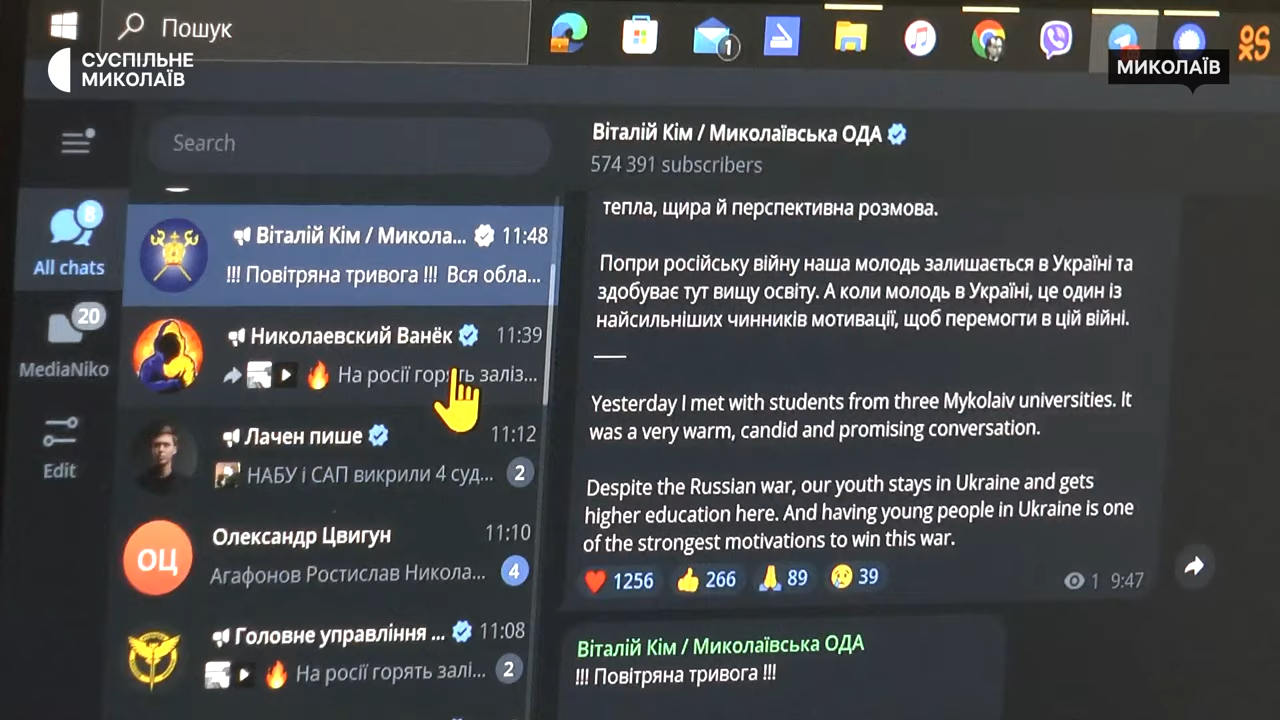 Пошук
1
СУСПІЛЬНЕ
МИКОЛАЇВ
МИКОЛАЇВ
Search
8
All chats
20
MediaNiko
Edit
Віталій Кім / Микола... 11:48
!!! Повітряна тривога !!! Вся обла...
Николаевский Ванёк 11:39
На росії горять заліз...
Лачен пише 11:12
НАБУ і САП викрили 4 суд... 2
ОЦ
Олександр Цвигун 11:10
Агафонов Ростислав Никола... 4
Головне управління ... 11:08
На росії горять залі... 2
Віталій Кім / Миколаївська ОДА
574 391 subscribers
тепла, щира й перспективна розмова.
Попри російську війну наша молодь залишається в Україні та
здобуває тут вищу освіту. А коли молодь в Україні, це один із
найсильніших чинників мотивації, щоб перемогти в цій війні.
Yesterday I met with students from three Mykolaiv universities. It
was a very warm, candid and promising conversation.
Despite the Russian war, our youth stays in Ukraine and gets
higher education here. And having young people in Ukraine is one
of the strongest motivations to win this war.
1256 266 89 39 1 9:47
Віталій Кім / Миколаївська ОДА
!!! Повітряна тривога !!!